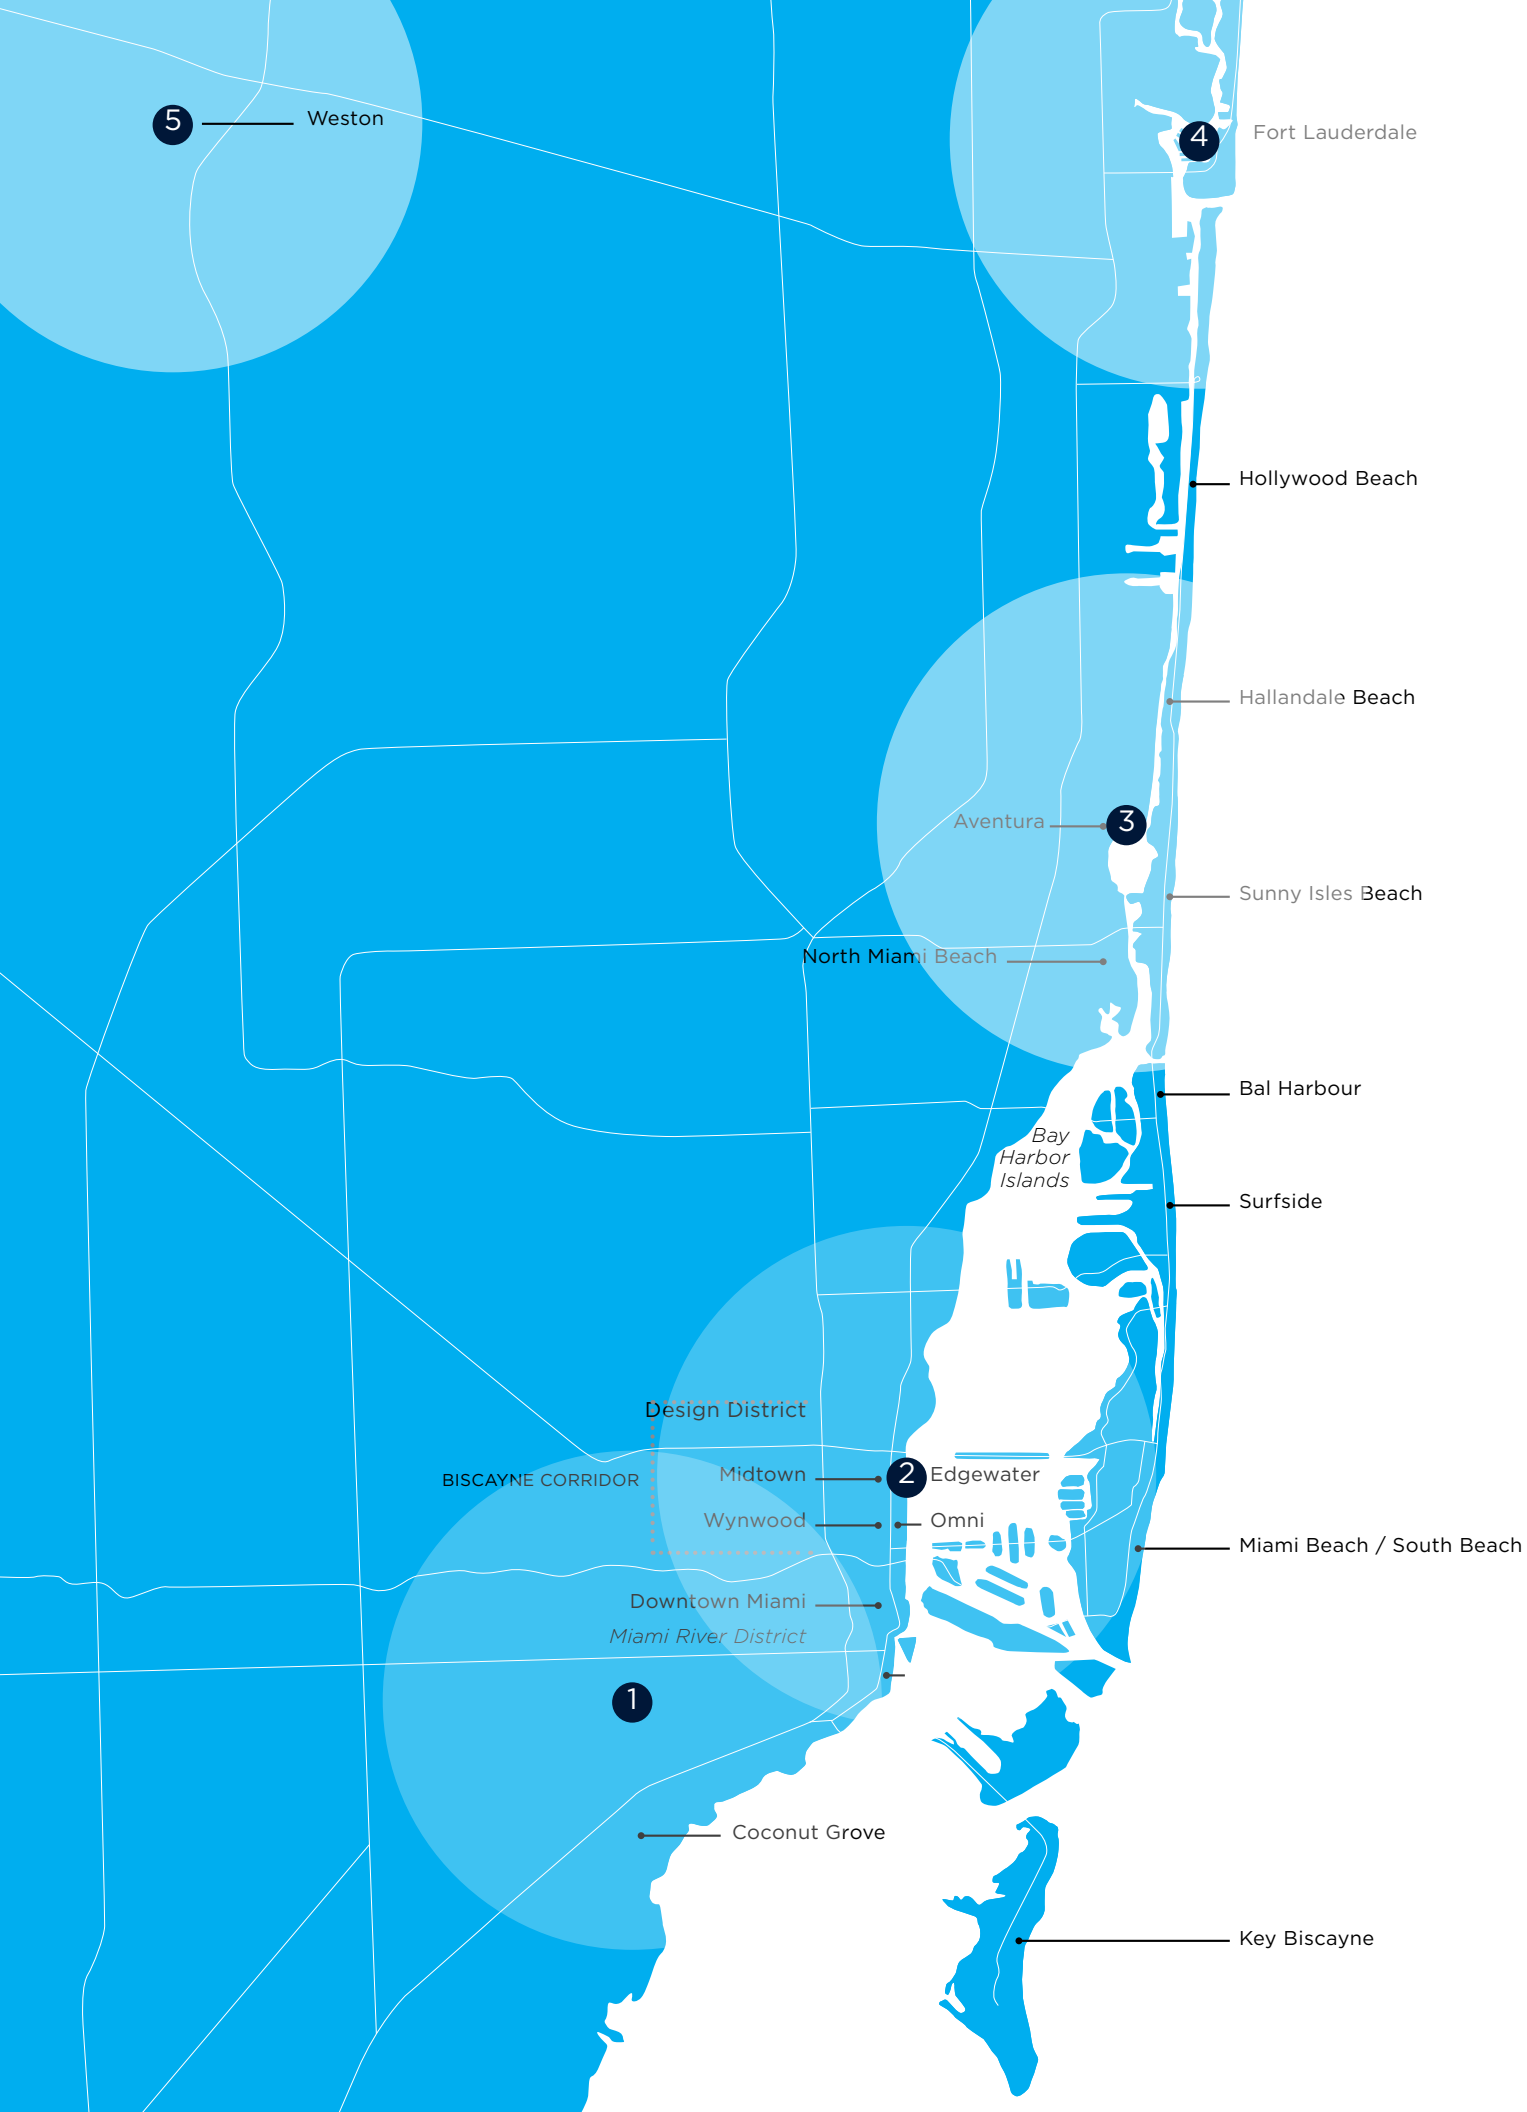 5
Weston
4
Fort Lauderdale
Hollywood Beach
Hallandale Beach
Aventura
3
Sunny Isles Beach
North Miami Beach
Bal Harbour
Bay
Harbor
Islands
Surfside
Design District
BISCAYNE CORRIDOR
Midtown
2
Edgewater
Wynwood
Omni
Miami Beach / South Beach
Downtown Miami
Miami River District
1
Coconut Grove
Key Biscayne